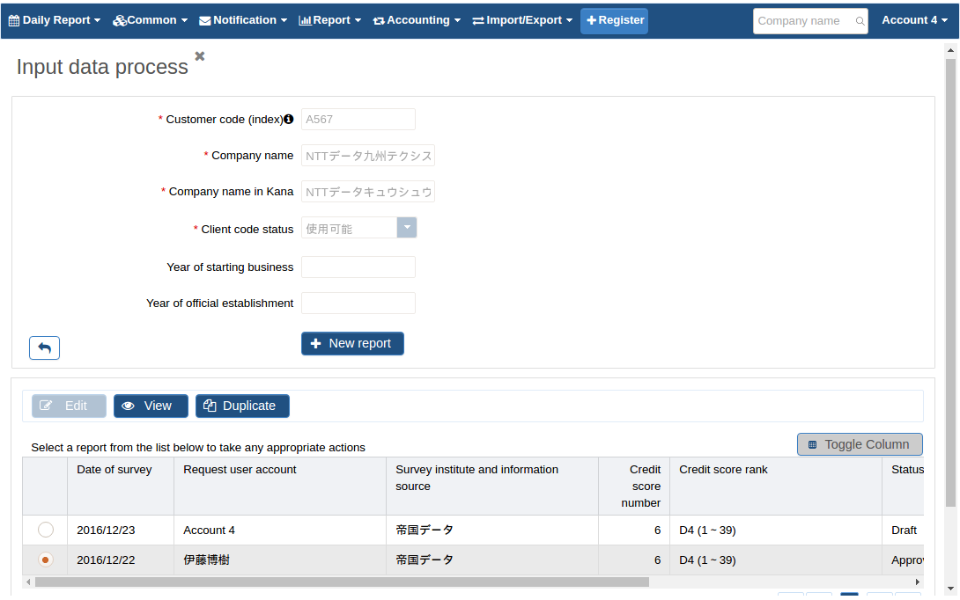 Daily Report Common Notification Report Accounting Import/Export Register Company name Account 4
Input data process
* Customer code (index) A567
* Company name NTTデータ九州テクシス
* Company name in Kana NTTデータキュウシュウ
* Client code status 使用可能
Year of starting business
Year of official establishment
New report
Edit View Duplicate
Select a report from the list below to take any appropriate actions
Toggle Column
Date of survey Request user account Survey institute and information source Credit score number Credit score rank Status
2016/12/23 Account 4 帝国データ 6 D4 (1 ~ 39) Draft
2016/12/22 伊藤博樹 帝国データ 6 D4 (1 ~ 39) Approv